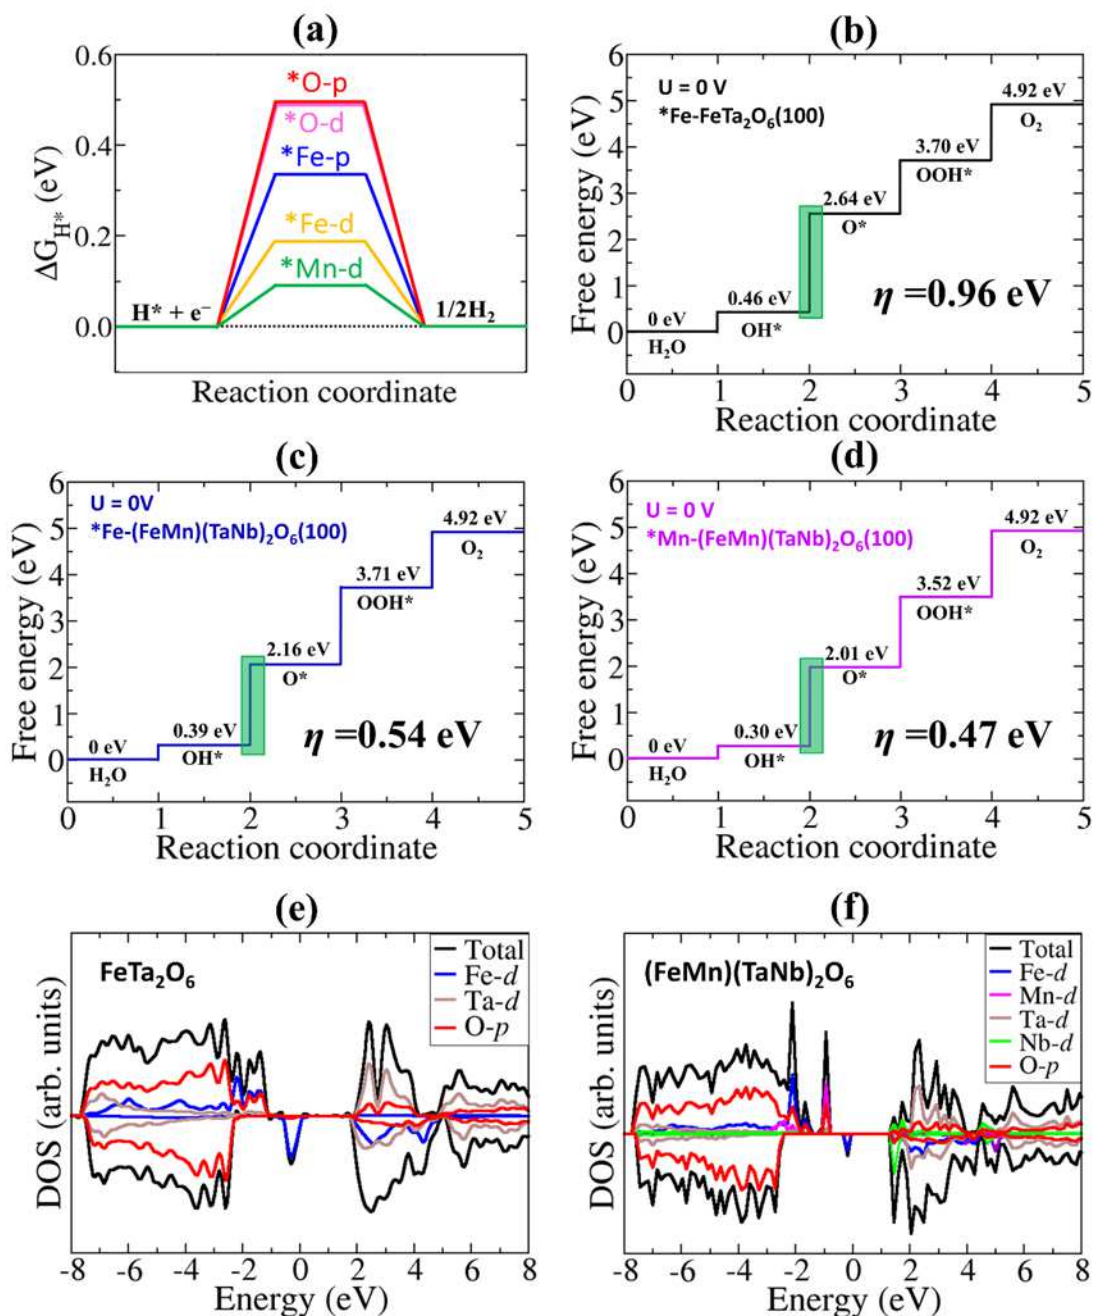 (a)
0.6
0.4
0.2
0.0
ΔG_H* (eV)
*O-p
*O-d
*Fe-p
*Fe-d
*Mn-d
H* + e⁻
1/2H₂
Reaction coordinate
(b)
6
5
4
3
2
1
0
Free energy (eV)
U = 0 V
*Fe-FeTa₂O₆(100)
4.92 eV
O₂
3.70 eV
OOH*
2.64 eV
O*
0.46 eV
OH*
0 eV
H₂O
η =0.96 eV
0 1 2 3 4 5
Reaction coordinate
(c)
6
5
4
3
2
1
0
Free energy (eV)
U = 0V
*Fe-(FeMn)(TaNb)₂O₆(100)
4.92 eV
O₂
3.71 eV
OOH*
2.16 eV
O*
0.39 eV
OH*
0 eV
H₂O
η =0.54 eV
0 1 2 3 4 5
Reaction coordinate
(d)
6
5
4
3
2
1
0
Free energy (eV)
U = 0 V
*Mn-(FeMn)(TaNb)₂O₆(100)
4.92 eV
O₂
3.52 eV
OOH*
2.01 eV
O*
0.30 eV
OH*
0 eV
H₂O
η =0.47 eV
0 1 2 3 4 5
Reaction coordinate
(e)
DOS (arb. units)
FeTa₂O₆
Total
Fe-d
Ta-d
O-p
-8 -6 -4 -2 0 2 4 6 8
Energy (eV)
(f)
DOS (arb. units)
(FeMn)(TaNb)₂O₆
Total
Fe-d
Mn-d
Ta-d
Nb-d
O-p
-8 -6 -4 -2 0 2 4 6 8
Energy (eV)